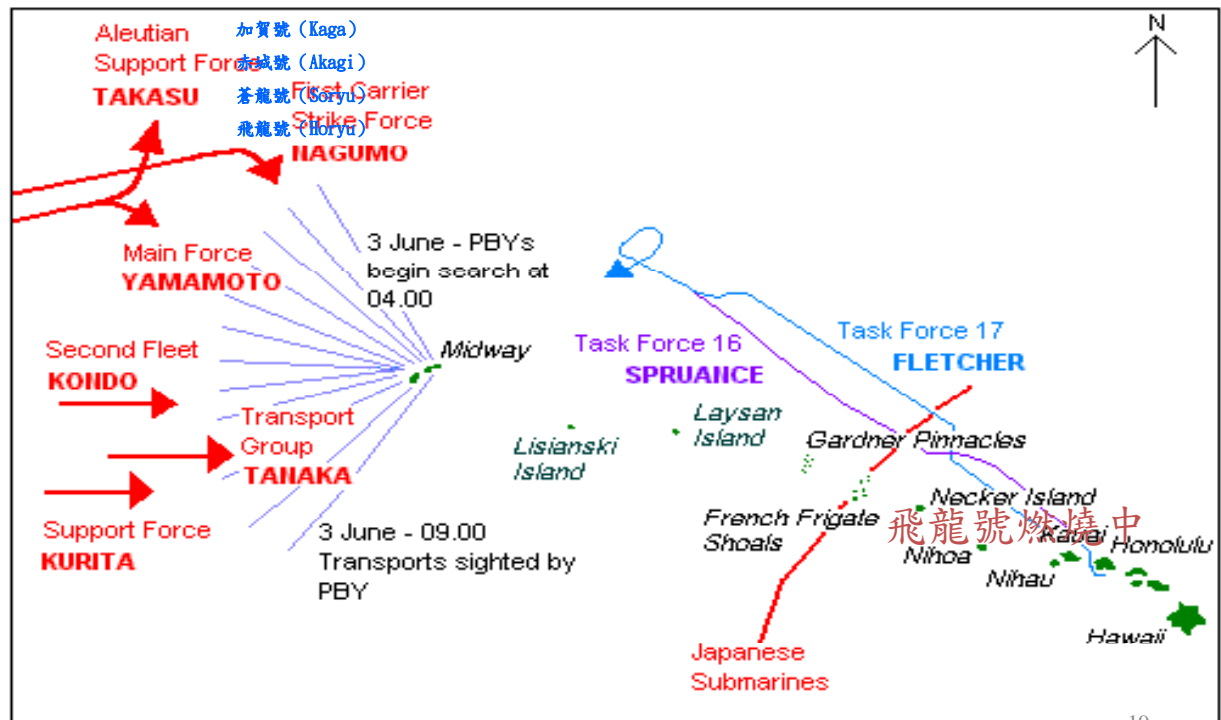 Aleutian
Support Force
TAKASU
加賀號（Kaga）
赤城號（Akagi）
蒼龍號（Soryu）
飛龍號（Horyu）
First Carrier
Strike Force
NAGUMO
N
Main Force
YAMAMOTO
3 June - PBYs
begin search at
04.00
Second Fleet
KONDO
Midway
Task Force 16
SPRUANCE
Task Force 17
FLETCHER
Transport
Group
TANAKA
Lisianski
Island
Laysan
Island
Gardner Pinnacles
Support Force
KURITA
3 June - 09.00
Transports sighted by
PBY
French Frigate
Shoals
Necker Island
飛龍號燃燒中
Nihoa
Kauai
Honolulu
Nihau
Hawaii
Japanese
Submarines